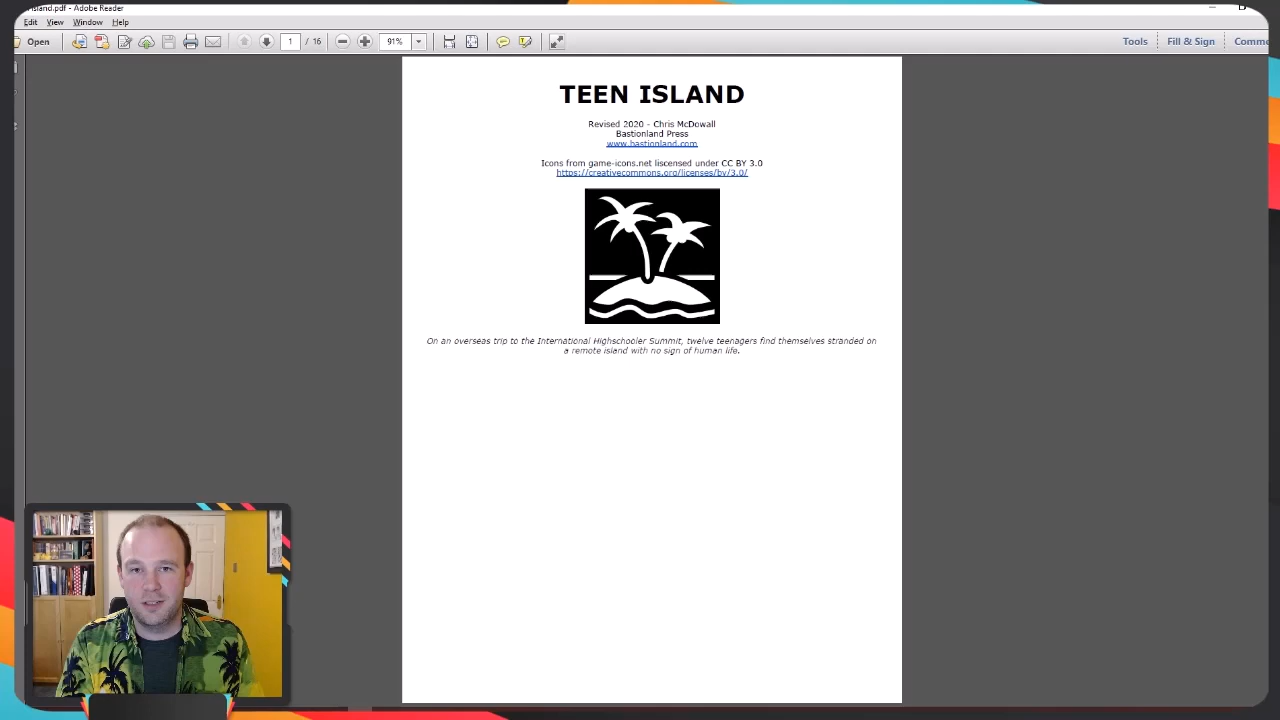 island.pdf - Adobe Reader
Edit View Window Help
Open 1 / 16 91% Tools Fill & Sign
TEEN ISLAND
Revised 2020 - Chris McDowall
Bastionland Press
www.bastionland.com
Icons from game-icons.net liscensed under CC BY 3.0
https://creativecommons.org/licenses/by/3.0/
On an overseas trip to the International Highschooler Summit, twelve teenagers find themselves stranded on
a remote island with no sign of human life.